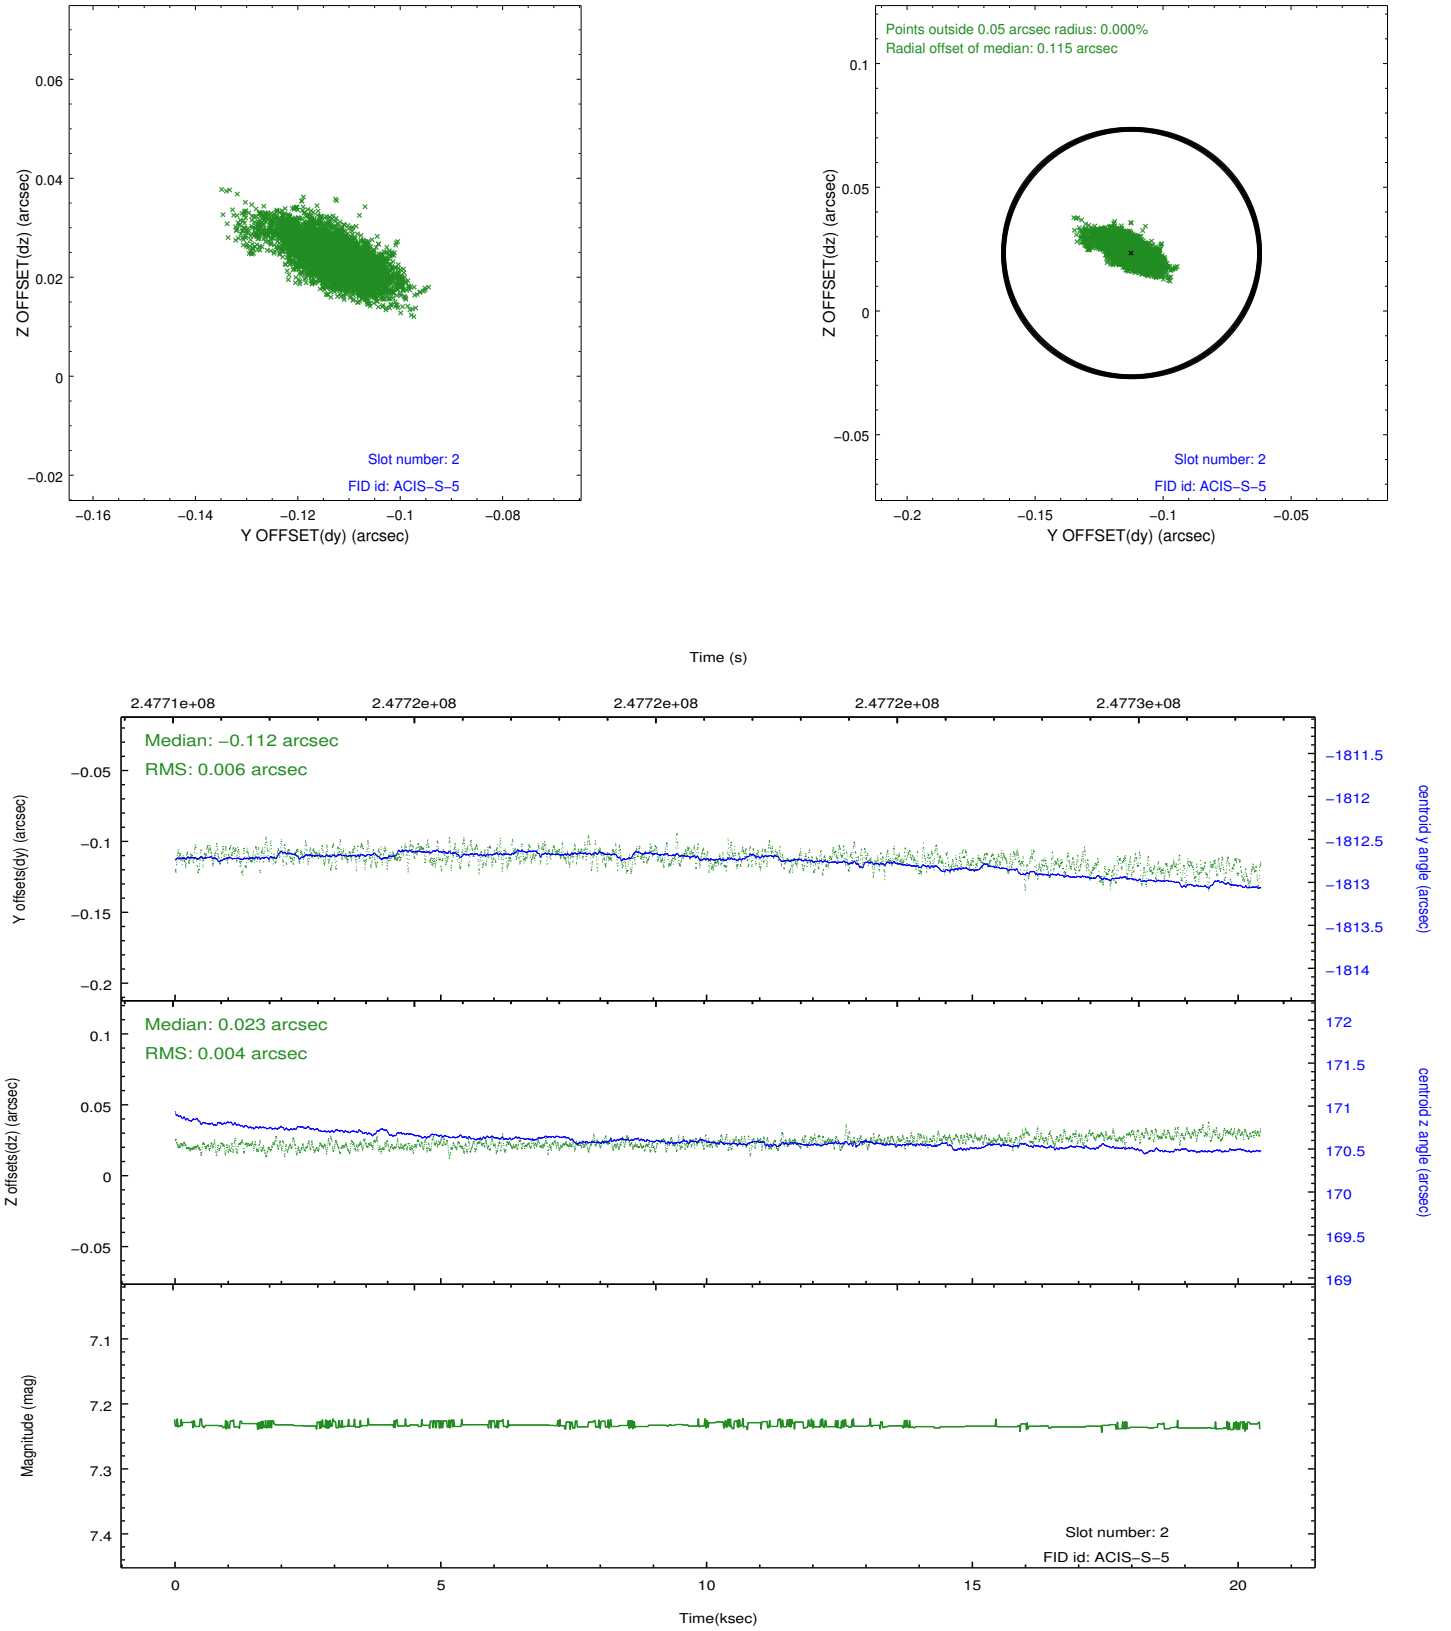 0.06
0.04
0.02
0
−0.02
Z OFFSET(dz) (arcsec)
Slot number: 2
FID id: ACIS−S−5
−0.16 −0.14 −0.12 −0.1 −0.08
Y OFFSET(dy) (arcsec)
Points outside 0.05 arcsec radius: 0.000%
Radial offset of median: 0.115 arcsec
0.1
0.05
0
−0.05
Z OFFSET(dz) (arcsec)
Slot number: 2
FID id: ACIS−S−5
−0.2 −0.15 −0.1 −0.05
Y OFFSET(dy) (arcsec)
Time (s)
2.4771e+08 2.4772e+08 2.4772e+08 2.4772e+08 2.4773e+08
Median: −0.112 arcsec
RMS: 0.006 arcsec
−0.05
−0.1
−0.15
−0.2
Y offsets(dy) (arcsec)
−1811.5
−1812
−1812.5
−1813
−1813.5
−1814
centroid y angle (arcsec)
Median: 0.023 arcsec
RMS: 0.004 arcsec
0.1
0.05
0
−0.05
Z offsets(dz) (arcsec)
172
171.5
171
170.5
170
169.5
169
centroid z angle (arcsec)
7.1
7.2
7.3
7.4
Magnitude (mag)
Slot number: 2
FID id: ACIS−S−5
0 5 10 15 20
Time(ksec)